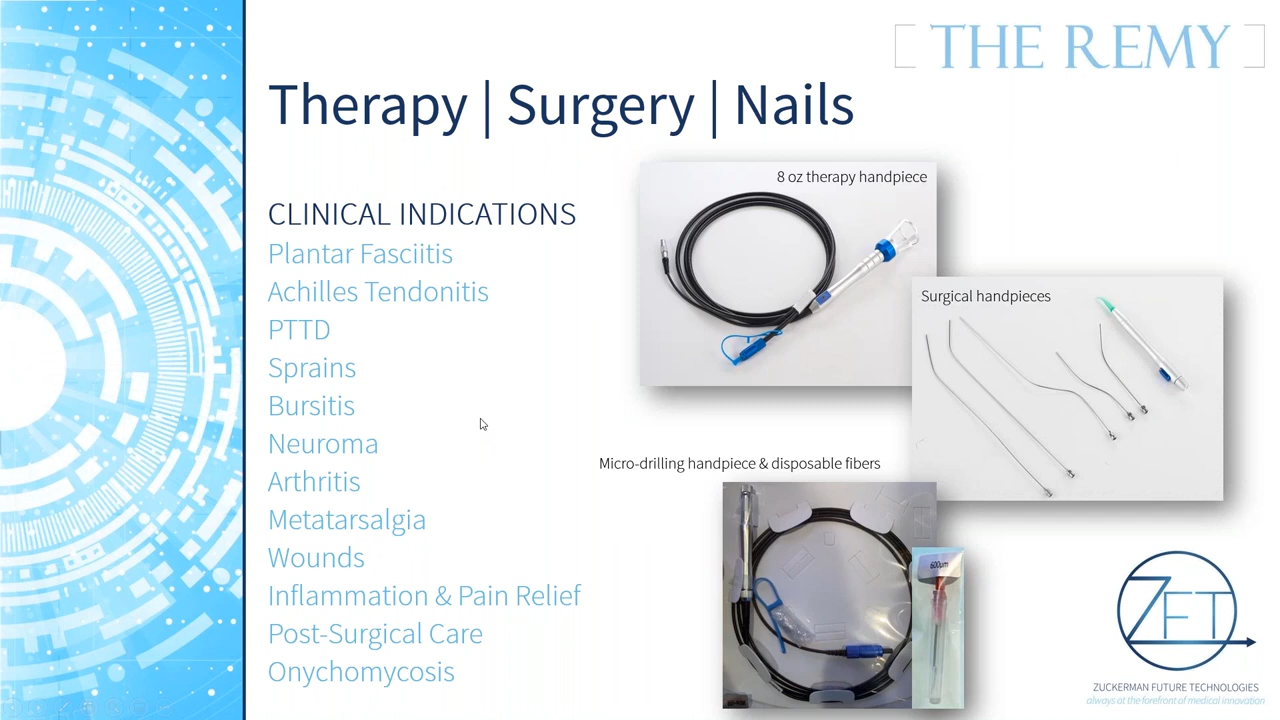 THE REMY
Therapy | Surgery | Nails
CLINICAL INDICATIONS
Plantar Fasciitis
Achilles Tendonitis
PTTD
Sprains
Bursitis
Neuroma
Arthritis
Metatarsalgia
Wounds
Inflammation & Pain Relief
Post-Surgical Care
Onychomycosis
8 oz therapy handpiece
Surgical handpieces
Micro-drilling handpiece & disposable fibers
600µm
ZFT
ZUCKERMAN FUTURE TECHNOLOGIES
always at the forefront of medical innovation